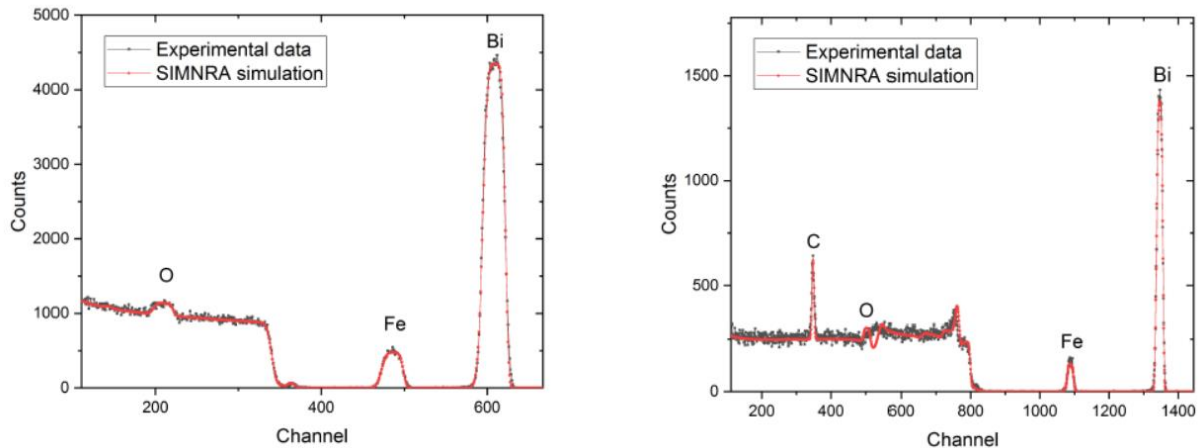 5000
4000
3000
2000
1000
0
Counts
Experimental data
SIMNRA simulation
O
Fe
Bi
200
400
600
Channel
1500
1000
500
0
Counts
Experimental data
SIMNRA simulation
C
O
Fe
Bi
200
400
600
800
1000
1200
1400
Channel